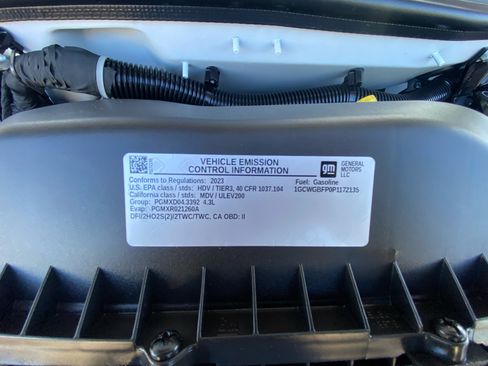 VEHICLE EMISSION
CONTROL INFORMATION
gm
GENERAL
MOTORS LLC
Conforms to Regulations: 2023
Fuel: Gasoline
U.S. EPA class / stds: HDV / TIER3, 40 CFR 1037.104
1GCWGBFP0P1172135
California class / stds: MDV / ULEV200
Group: PGMXD04.3392 4.3L
Evap: PGMXR021260A
DFI/2HO2S(2)/2TWC/TWC, CA OBD: II